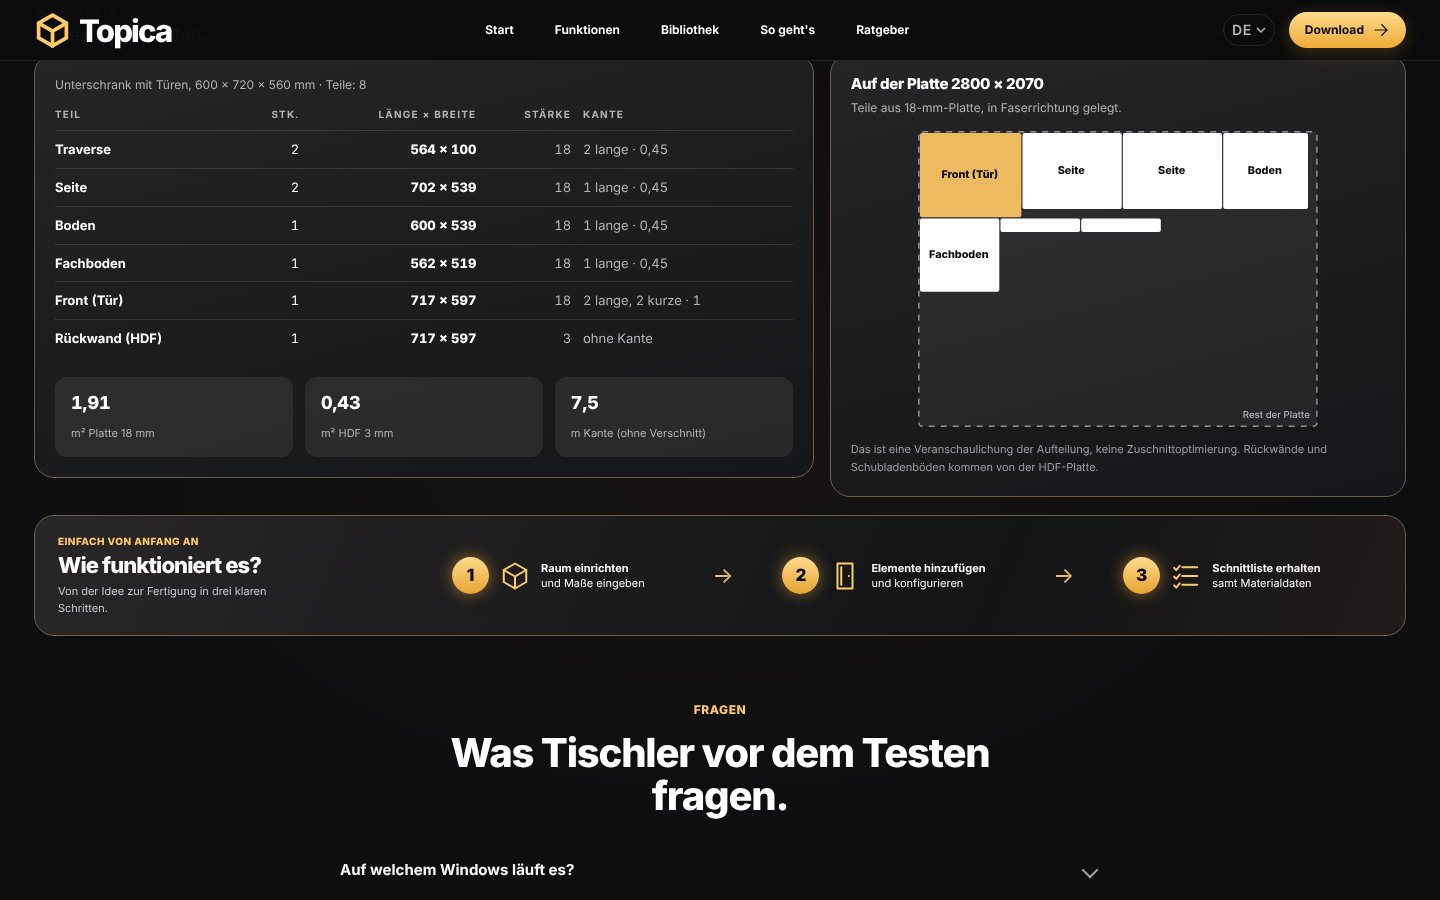 Topica
Start
Funktionen
Bibliothek
So geht's
Ratgeber
DE
Download
Unterschrank mit Türen, 600 × 720 × 560 mm · Teile: 8
TEIL STK. LÄNGE × BREITE STÄRKE KANTE
Traverse 2 564 × 100 18 2 lange · 0,45
Seite 2 702 × 539 18 1 lange · 0,45
Boden 1 600 × 539 18 1 lange · 0,45
Fachboden 1 562 × 519 18 1 lange · 0,45
Front (Tür) 1 717 × 597 18 2 lange, 2 kurze · 1
Rückwand (HDF) 1 717 × 597 3 ohne Kante
1,91
m² Platte 18 mm
0,43
m² HDF 3 mm
7,5
m Kante (ohne Verschnitt)
Auf der Platte 2800 × 2070
Teile aus 18-mm-Platte, in Faserrichtung gelegt.
Front (Tür)
Seite
Seite
Boden
Fachboden
Rest der Platte
Das ist eine Veranschaulichung der Aufteilung, keine Zuschnittoptimierung. Rückwände und
Schubladenböden kommen von der HDF-Platte.
EINFACH VON ANFANG AN
Wie funktioniert es?
Von der Idee zur Fertigung in drei klaren
Schritten.
1
Raum einrichten
und Maße eingeben
2
Elemente hinzufügen
und konfigurieren
3
Schnittliste erhalten
samt Materialdaten
FRAGEN
Was Tischler vor dem Testen
fragen.
Auf welchem Windows läuft es?